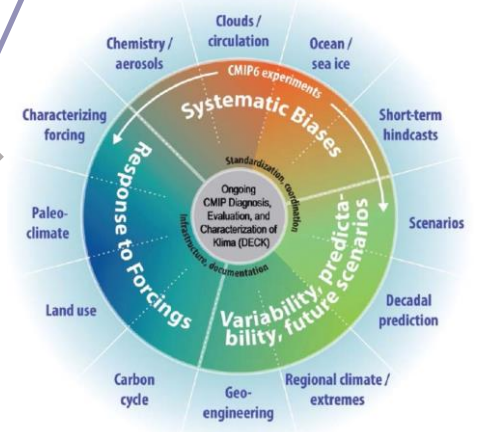 Clouds /
circulation
Ocean /
sea ice
Short-term
hindcasts
Scenarios
Decadal
prediction
Regional climate /
extremes
Geo-
engineering
Carbon
cycle
Land use
Paleo-
climate
Characterizing
forcing
Chemistry /
aerosols
CMIP6 experiments
Systematic Biases
Variability, predicta-
bility, future scenarios
Response to Forcings
Standardization, coordination
Infrastructure, documentation
Ongoing
CMIP Diagnosis,
Evaluation, and
Characterization of
Klima (DECK)